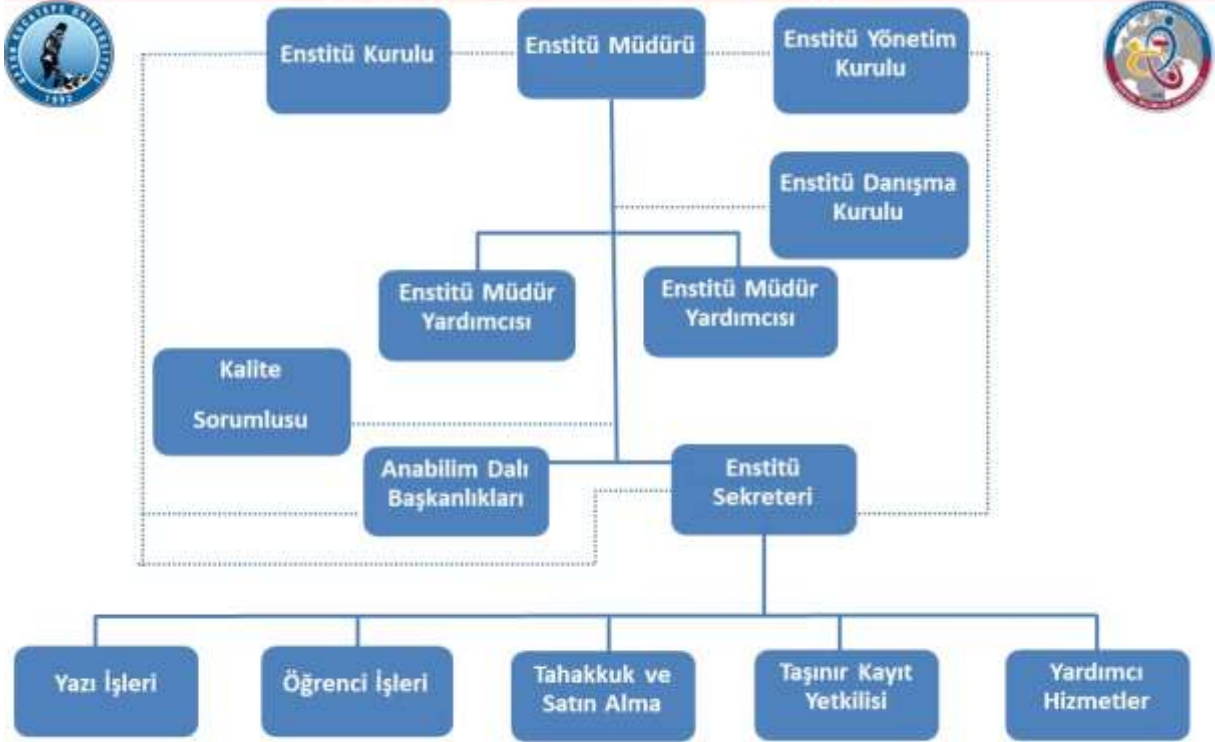 Enstitü Kurulu
Enstitü Müdürü
Enstitü Yönetim
Kurulu
Enstitü Danışma
Kurulu
Enstitü Müdür
Yardımcısı
Enstitü Müdür
Yardımcısı
Kalite
Sorumlusu
Anabilim Dalı
Başkanlıkları
Enstitü
Sekreteri
Yazı İşleri
Öğrenci İşleri
Tahakkuk ve
Satın Alma
Taşınır Kayıt
Yetkilisi
Yardımcı
Hizmetler
1992